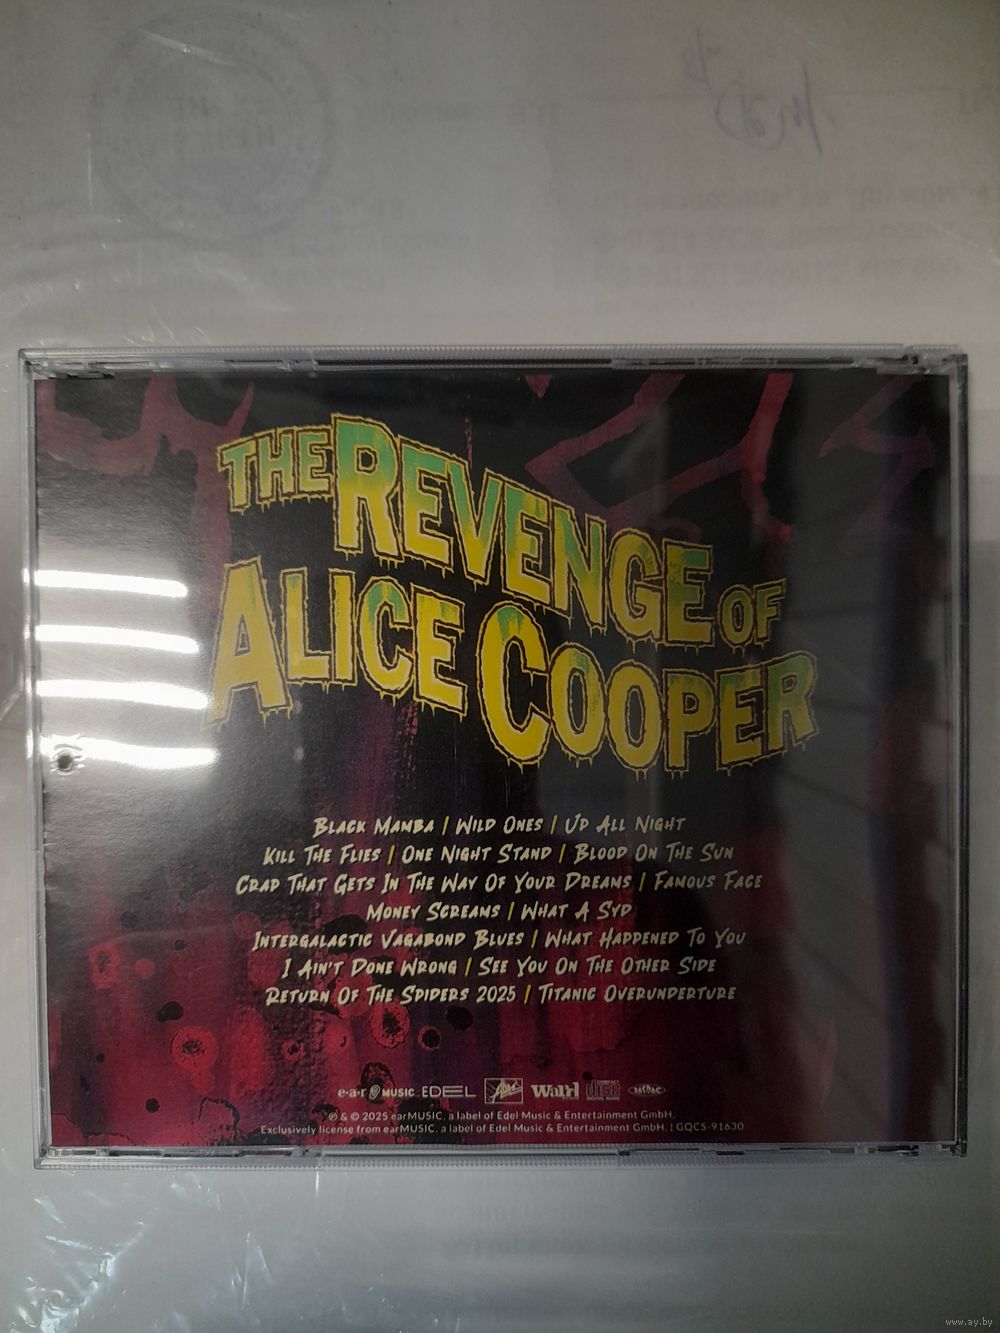 THE REVENGE OF
ALICE COOPER
BLACK MAMBA | WILD ONES | UP ALL NIGHT
KILL THE FLIES | ONE NIGHT STAND | BLOOD ON THE SUN
CRAP THAT GETS IN THE WAY OF YOUR DREAMS | FAMOUS FACE
MONEY SCREAMS | WHAT A SYD
INTERGALACTIC VAGABOND BLUES | WHAT HAPPENED TO YOU
I AIN'T DONE WRONG | SEE YOU ON THE OTHER SIDE
RETURN OF THE SPIDERS 2025 | TITANIC OVERUNDERTURE
e·a·r MUSIC EDEL Ward disc
℗ & © 2025 earMUSIC, a label of Edel Music & Entertainment GmbH.
Exclusively license from earMUSIC, a label of Edel Music & Entertainment GmbH. | GQCS-91630
www.ay.by